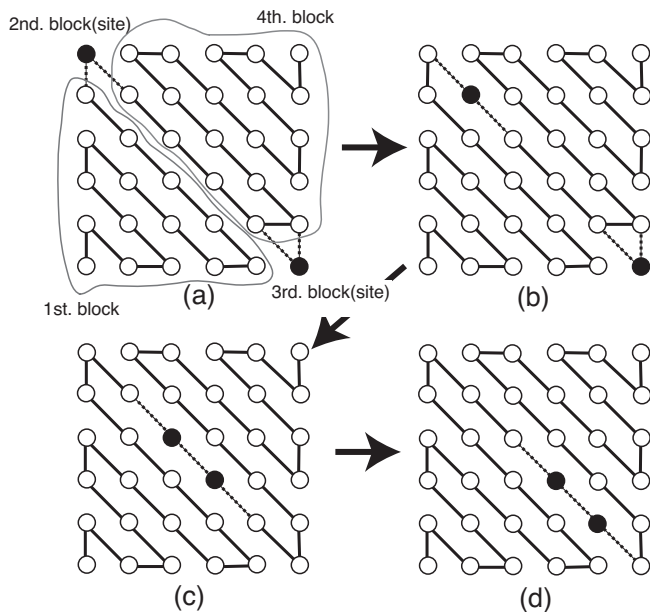 2nd. block(site)
4th. block
(a)
(b)
1st. block
3rd. block(site)
(c)
(d)